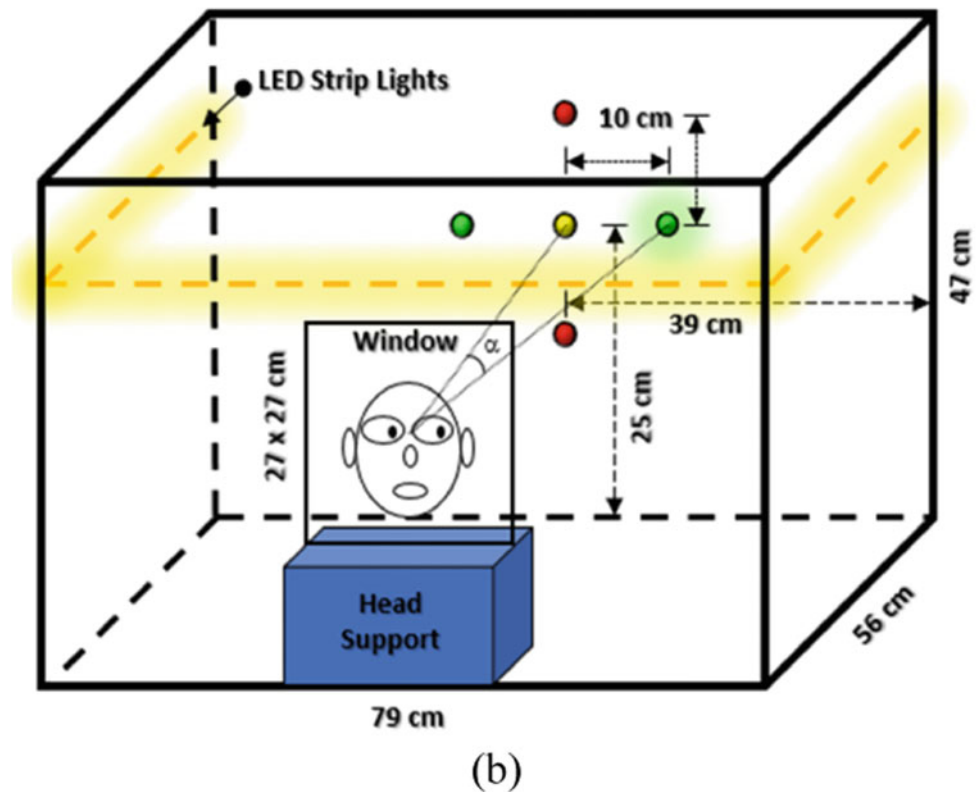 LED Strip Lights
10 cm
47 cm
39 cm
Window
α
27 x 27 cm
25 cm
Head
Support
56 cm
79 cm
(b)